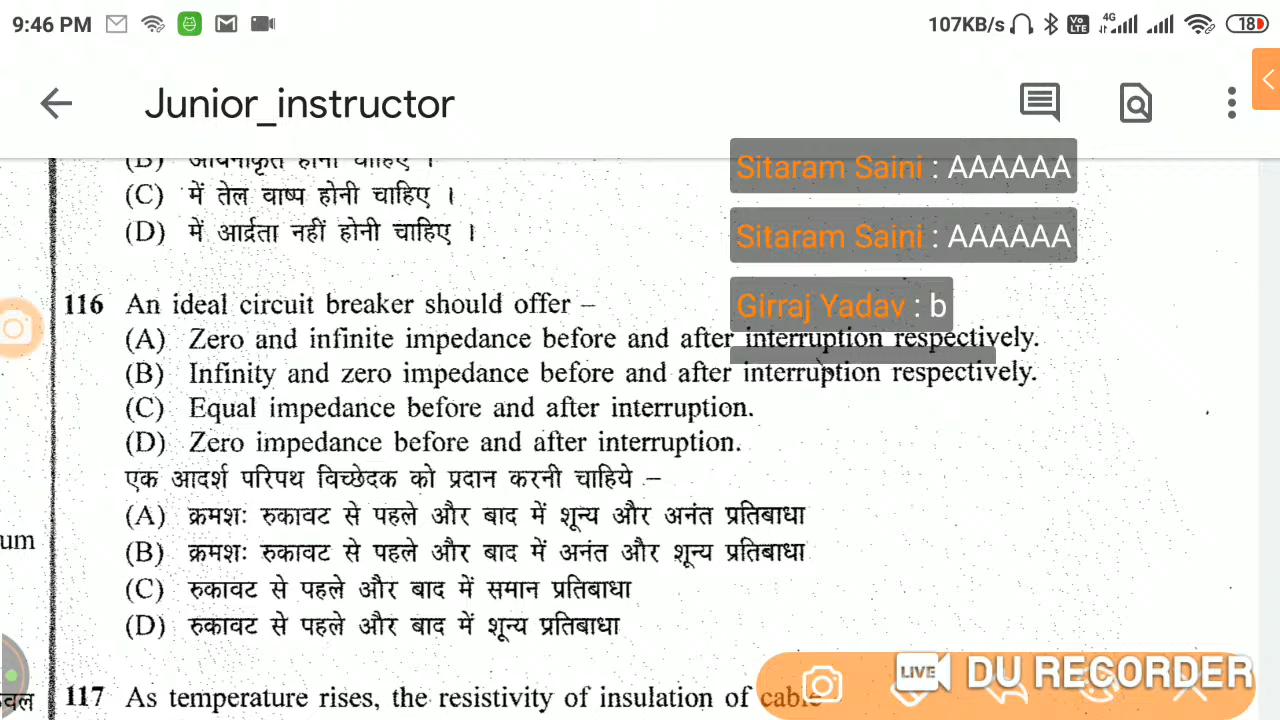 9:46 PM
107KB/s 4G Vo LTE 18
Junior_instructor
Sitaram Saini : AAAAAA
(C) में तेल वाष्प होनी चाहिए ।
Sitaram Saini : AAAAAA
(D) में आर्द्रता नहीं होनी चाहिए ।
Girraj Yadav : b
116 An ideal circuit breaker should offer –
(A) Zero and infinite impedance before and after interruption respectively.
(B) Infinity and zero impedance before and after interruption respectively.
(C) Equal impedance before and after interruption.
(D) Zero impedance before and after interruption.
एक आदर्श परिपथ विच्छेदक को प्रदान करनी चाहिये –
(A) क्रमशः रुकावट से पहले और बाद में शून्य और अनंत प्रतिबाधा
(B) क्रमशः रुकावट से पहले और बाद में अनंत और शून्य प्रतिबाधा
um
(C) रुकावट से पहले और बाद में समान प्रतिबाधा
(D) रुकावट से पहले और बाद में शून्य प्रतिबाधा
LIVE DU RECORDER
117 As temperature rises, the resistivity of insulation of cable